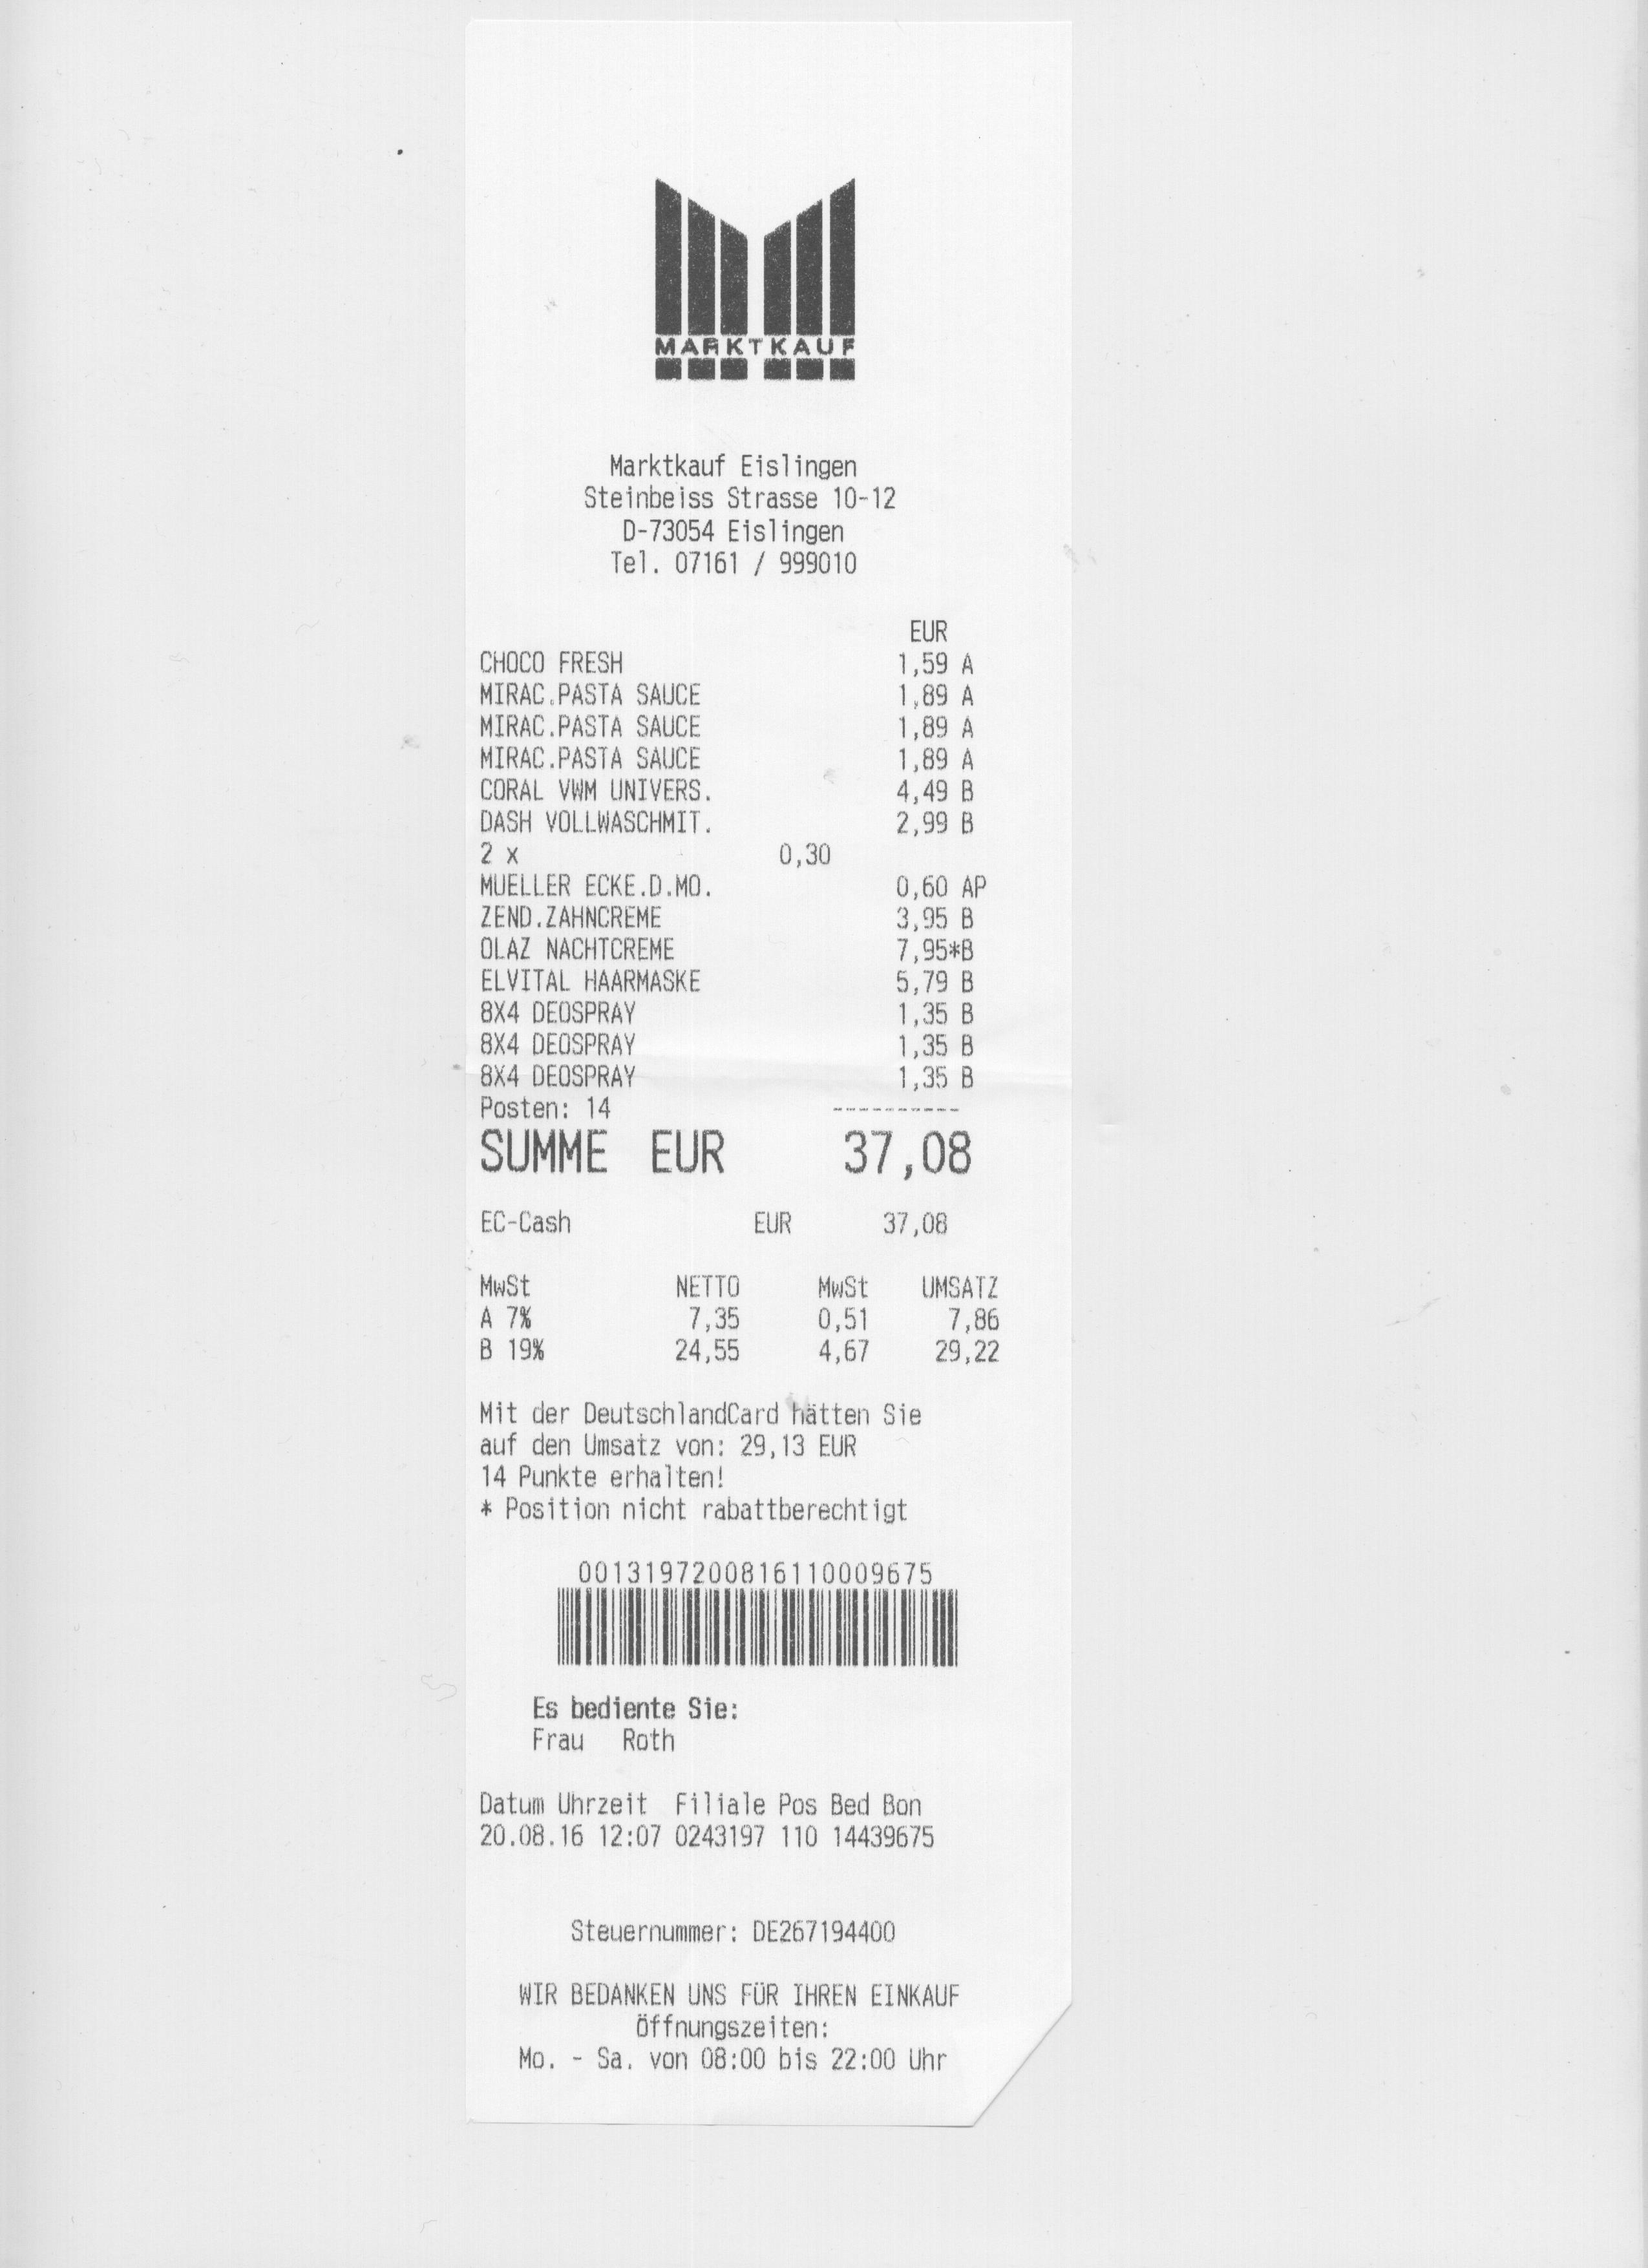 MARKTKAUF
Marktkauf Eislingen
Steinbeiss Strasse 10-12
D-73054 Eislingen
Tel. 07161 / 999010
EUR
CHOCO FRESH 1,59 A
MIRAC.PASTA SAUCE 1,89 A
MIRAC.PASTA SAUCE 1,89 A
MIRAC.PASTA SAUCE 1,89 A
CORAL VWM UNIVERS. 4,49 B
DASH VOLLWASCHMIT. 2,99 B
2 x 0,30
MUELLER ECKE.D.MO. 0,60 AP
ZEND.ZAHNCREME 3,95 B
OLAZ NACHTCREME 7,95*B
ELVITAL HAARMASKE 5,79 B
8X4 DEOSPRAY 1,35 B
8X4 DEOSPRAY 1,35 B
8X4 DEOSPRAY 1,35 B
Posten: 14 ----------
SUMME EUR 37,08
EC-Cash EUR 37,08
MwSt NETTO MwSt UMSATZ
A 7% 7,35 0,51 7,86
B 19% 24,55 4,67 29,22
Mit der DeutschlandCard hätten Sie
auf den Umsatz von: 29,13 EUR
14 Punkte erhalten!
* Position nicht rabattberechtigt
0013197200816110009675
Es bediente Sie:
Frau Roth
Datum Uhrzeit Filiale Pos Bed Bon
20.08.16 12:07 0243197 110 14439675
Steuernummer: DE267194400
WIR BEDANKEN UNS FÜR IHREN EINKAUF
Öffnungszeiten:
Mo. - Sa. von 08:00 bis 22:00 Uhr